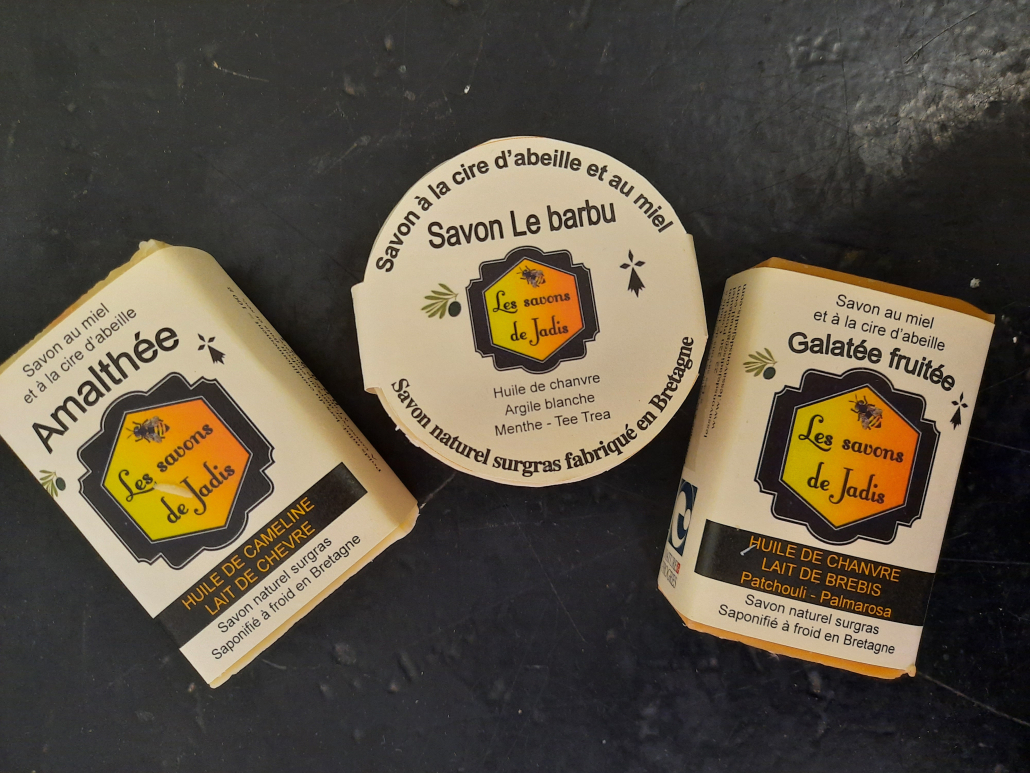 Savon au miel
et à la cire d'abeille
Amalthée
Les savons
de Jadis
HUILE DE CAMELINE
LAIT DE CHEVRE
Savon naturel surgras
Saponifié à froid en Bretagne
Savon à la cire d'abeille et au miel
Savon Le barbu
Les savons
de Jadis
Huile de chanvre
Argile blanche
Menthe - Tee Trea
Savon naturel surgras fabriqué en Bretagne
Savon au miel
et à la cire d'abeille
Galatée fruitée
Les savons
de Jadis
HUILE DE CHANVRE
LAIT DE BREBIS
Patchouli - Palmarosa
Savon naturel surgras
Saponifié à froid en Bretagne